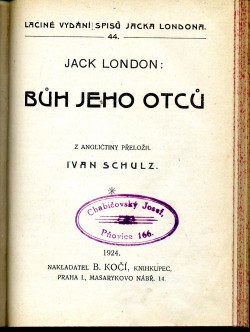 LACINÉ VYDÁNÍ SPISŮ JACKA LONDONA.
44.
JACK LONDON:
BŮH JEHO OTCŮ
Z ANGLIČTINY PŘELOŽIL
IVAN SCHULZ.
Chabičovský Josef,
Pňovice 166.
1924.
NAKLADATEL B. KOČÍ, KNIHKUPEC,
PRAHA I., MASARYKOVO NÁBŘ. 14.